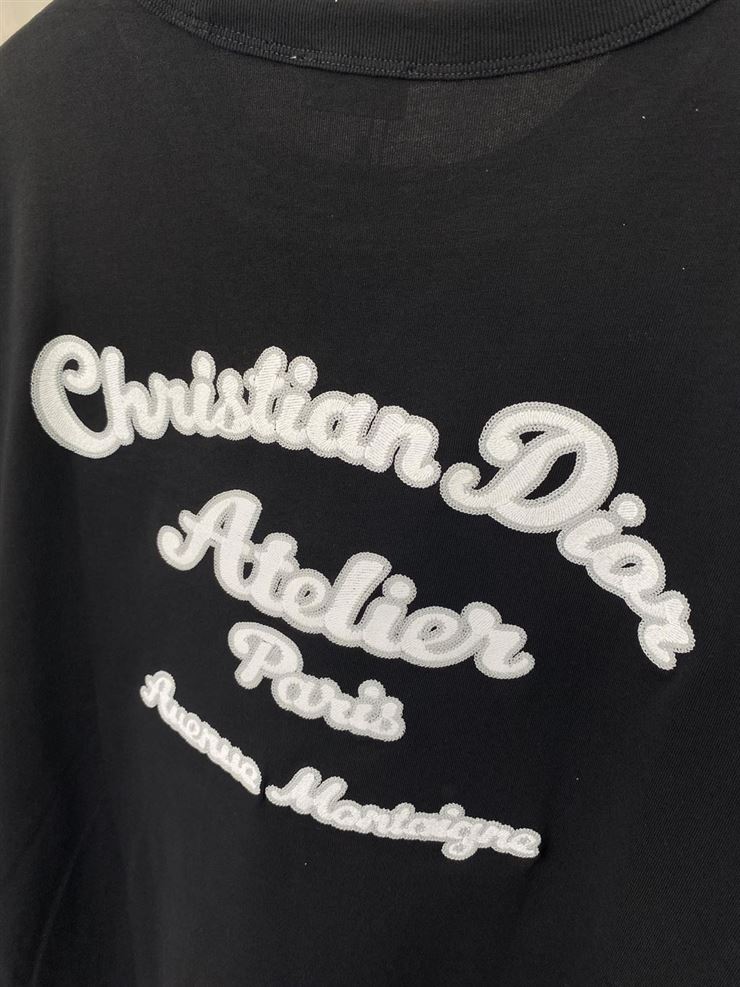 Christian Dior
Atelier
Paris
Avenue Montaigne